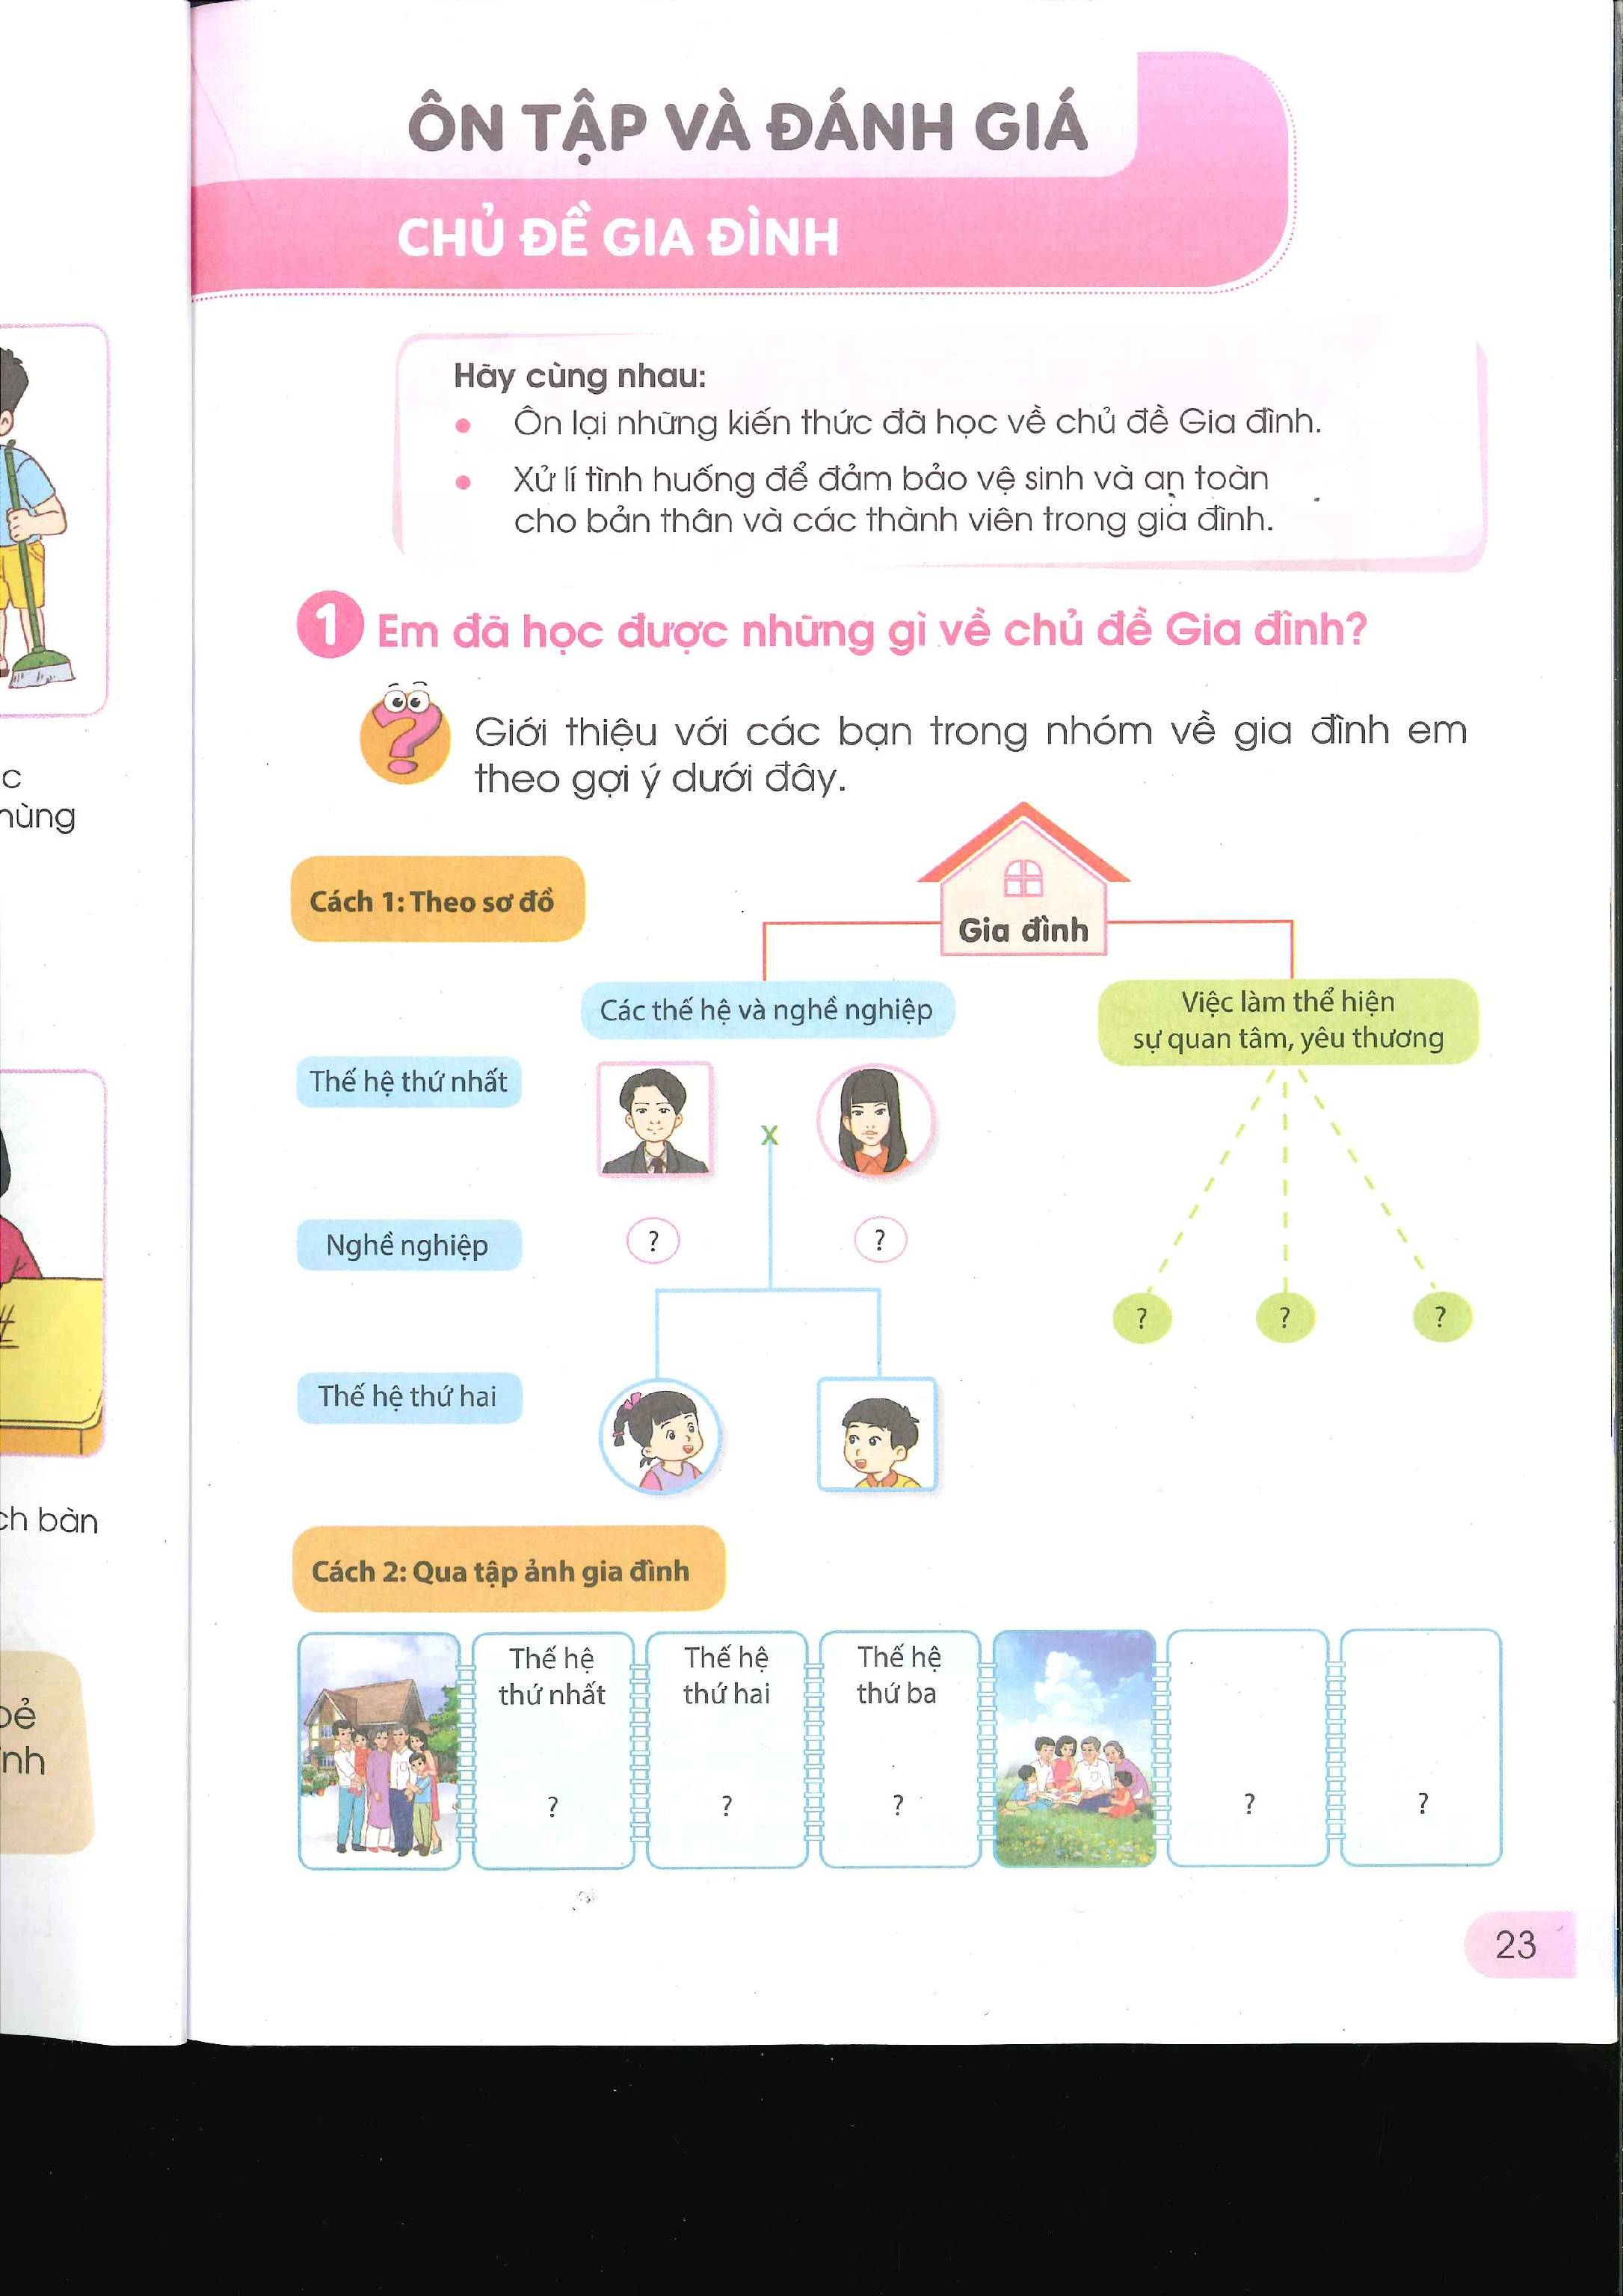 ÔN TẬP VÀ ĐÁNH GIÁ
CHỦ ĐỀ GIA ĐÌNH
Hãy cùng nhau:
• Ôn lại những kiến thức đã học về chủ đề Gia đình.
• Xử lí tình huống để đảm bảo vệ sinh và an toàn
cho bản thân và các thành viên trong gia đình.
1 Em đã học được những gì về chủ đề Gia đình?
?
Giới thiệu với các bạn trong nhóm về gia đình em
theo gợi ý dưới đây.
Cách 1: Theo sơ đồ
Gia đình
Các thế hệ và nghề nghiệp
Việc làm thể hiện
sự quan tâm, yêu thương
Thế hệ thứ nhất
x
Nghề nghiệp
? ?
? ? ?
Thế hệ thứ hai
Cách 2: Qua tập ảnh gia đình
Thế hệ
thứ nhất
?
Thế hệ
thứ hai
?
Thế hệ
thứ ba
?
?
?
23
ch bàn